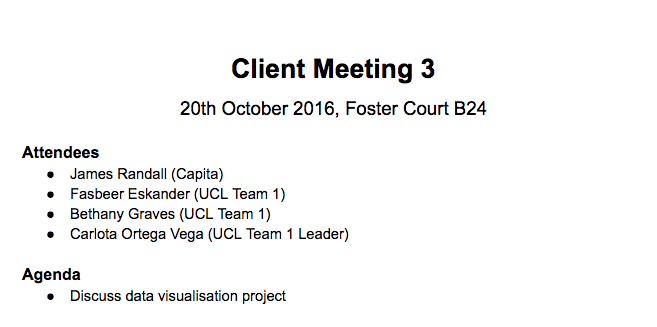 Client Meeting 3
20th October 2016, Foster Court B24
Attendees
● James Randall (Capita)
● Fasbeer Eskander (UCL Team 1)
● Bethany Graves (UCL Team 1)
● Carlota Ortega Vega (UCL Team 1 Leader)
Agenda
● Discuss data visualisation project